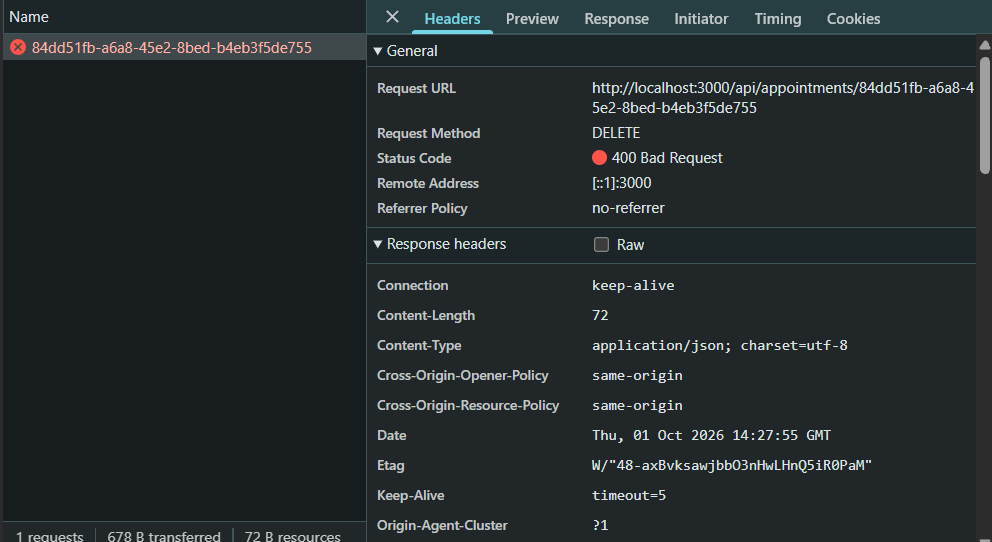 Name
84dd51fb-a6a8-45e2-8bed-b4eb3f5de755
1 requests 678 B transferred 72 B resources
Headers Preview Response Initiator Timing Cookies
General
Request URL http://localhost:3000/api/appointments/84dd51fb-a6a8-4
5e2-8bed-b4eb3f5de755
Request Method DELETE
Status Code 400 Bad Request
Remote Address [::1]:3000
Referrer Policy no-referrer
Response headers Raw
Connection keep-alive
Content-Length 72
Content-Type application/json; charset=utf-8
Cross-Origin-Opener-Policy same-origin
Cross-Origin-Resource-Policy same-origin
Date Thu, 01 Oct 2026 14:27:55 GMT
Etag W/"48-axBvksawjbbO3nHwLHnQ5iR0PaM"
Keep-Alive timeout=5
Origin-Agent-Cluster ?1